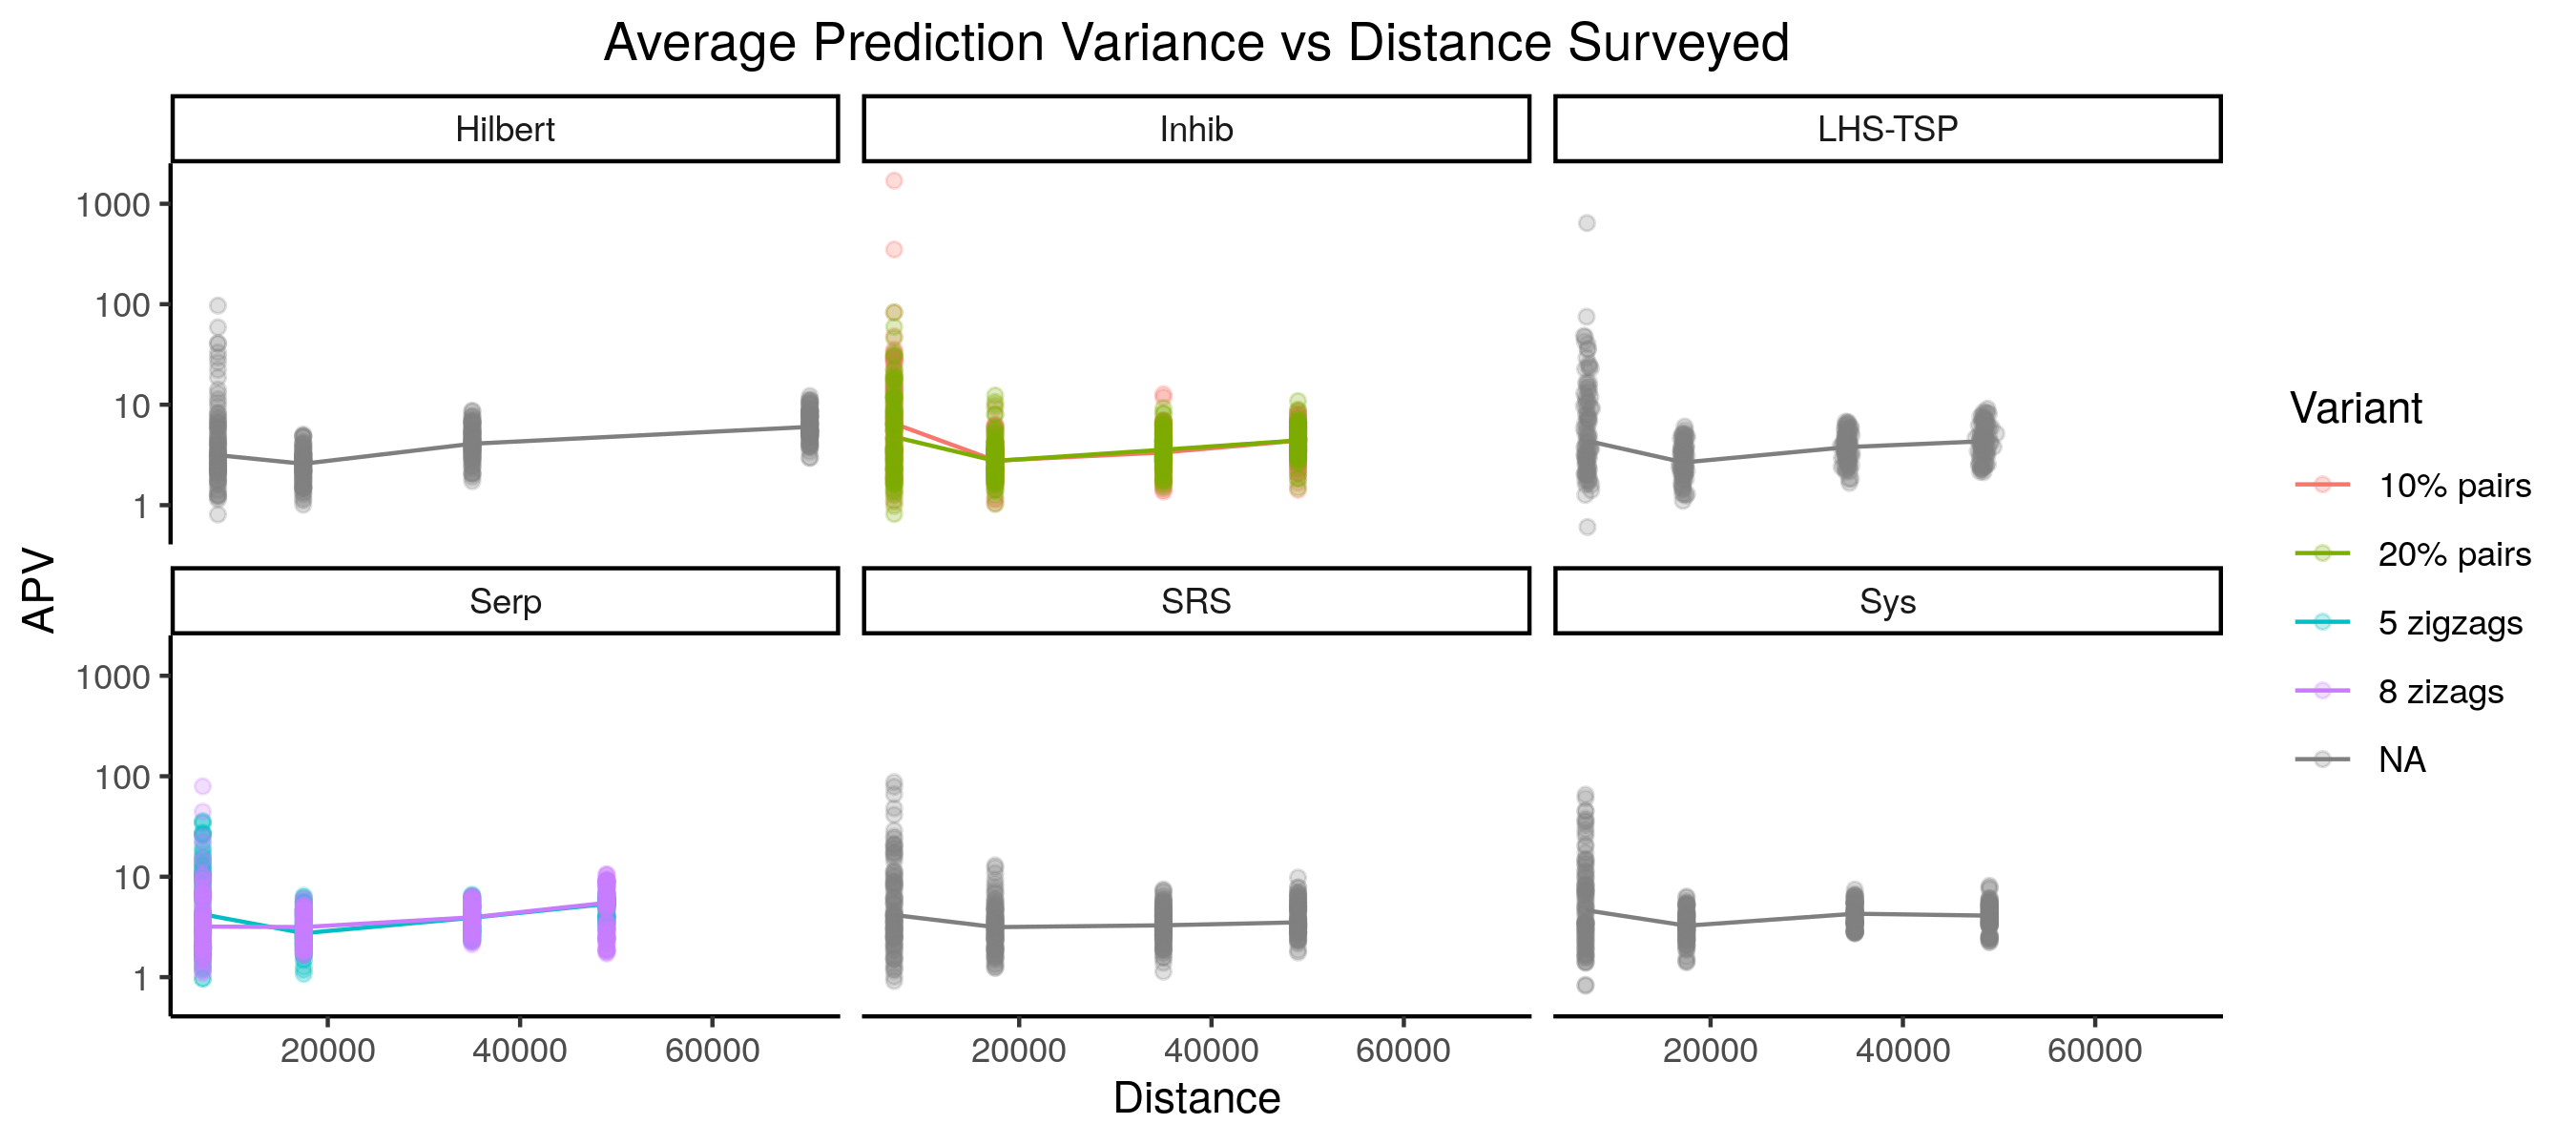 Average Prediction Variance vs Distance Surveyed
Hilbert
Inhib
LHS-TSP
1000
100
10
1
APV
Serp
SRS
Sys
1000
100
10
1
20000 40000 60000
20000 40000 60000
20000 40000 60000
Distance
Variant
10% pairs
20% pairs
5 zigzags
8 zizags
NA